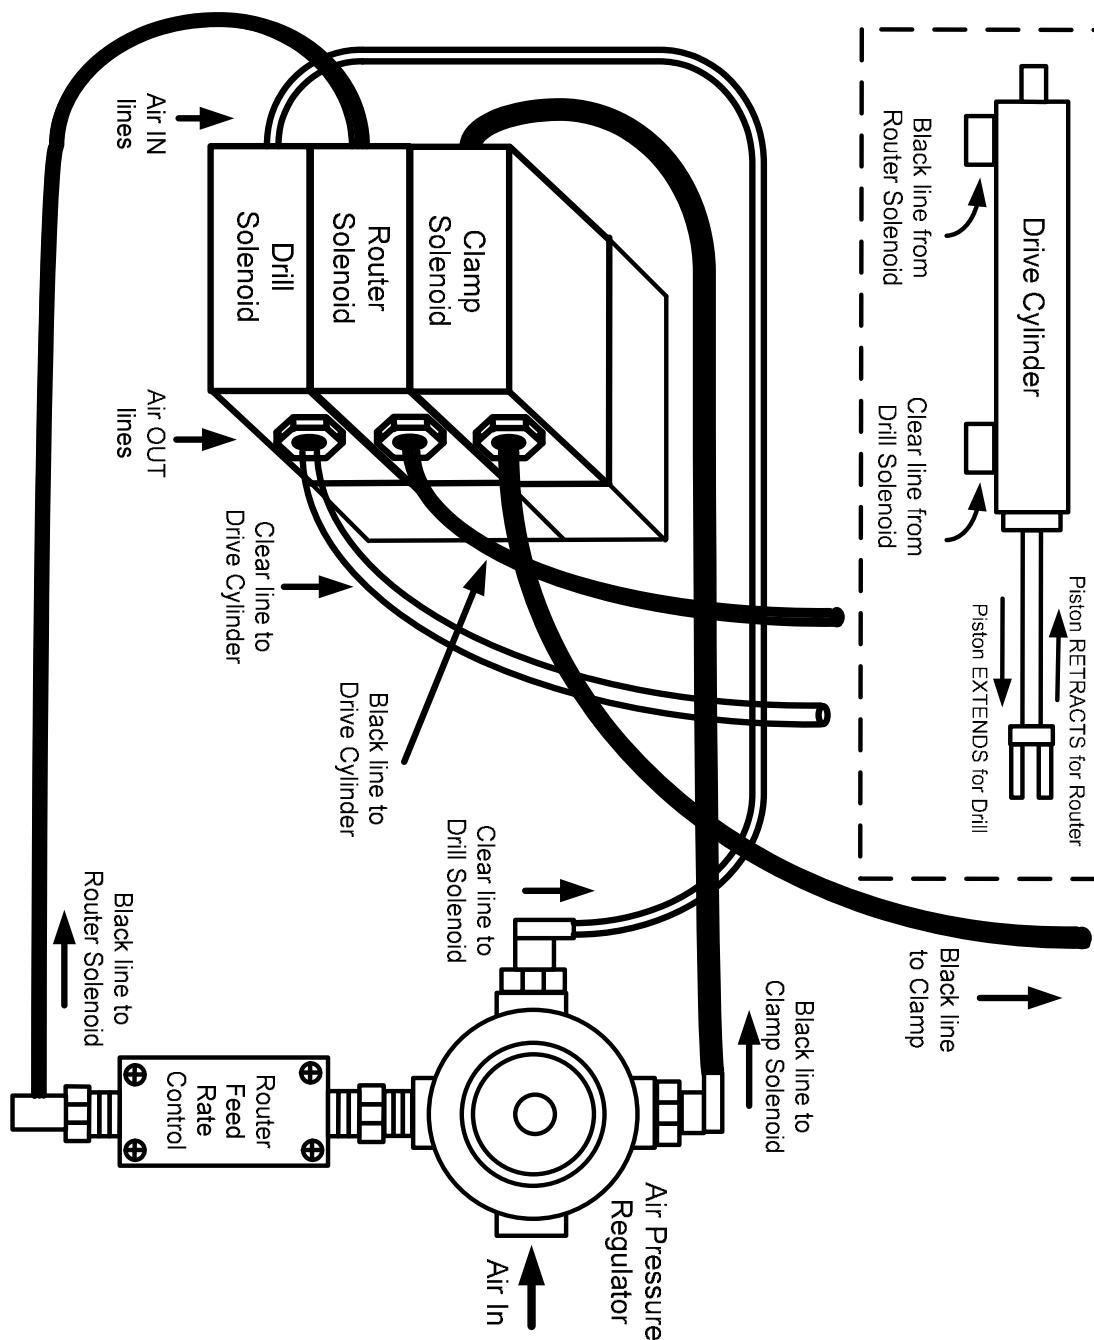 Drive Cylinder
Black line from
Router Solenoid
Clear line from
Drill Solenoid
Piston RETRACTS for Router
Piston EXTENDS for Drill
Air IN
lines
Clamp
Solenoid
Router
Solenoid
Drill
Solenoid
Air OUT
lines
Clear line to
Drive Cylinder
Black line to
Drive Cylinder
Clear line to
Drill Solenoid
Black line
to Clamp
Black line to
Clamp Solenoid
Black line to
Router Solenoid
Router
Feed
Rate
Control
Air Pressure
Regulator
Air In